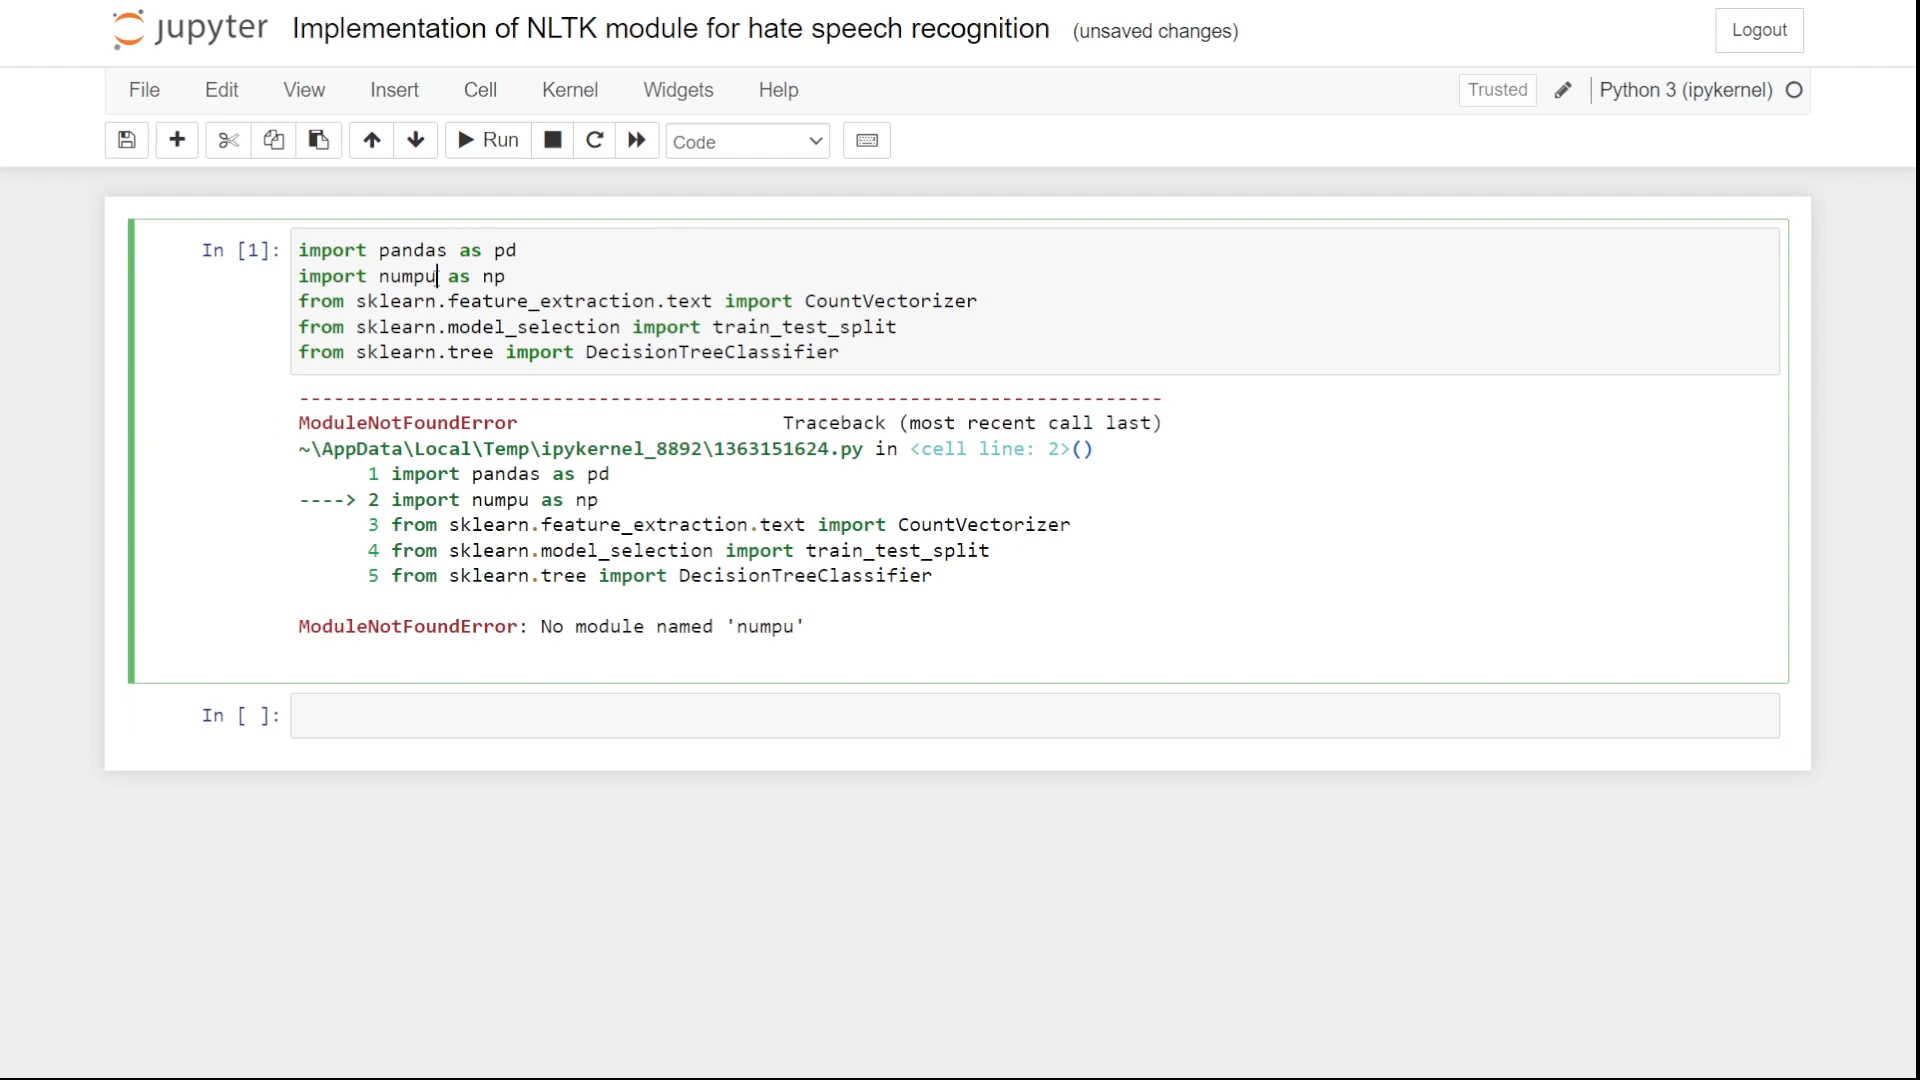 jupyter Implementation of NLTK module for hate speech recognition (unsaved changes) Logout
File Edit View Insert Cell Kernel Widgets Help Trusted Python 3 (ipykernel)
Run Code
In [1]: import pandas as pd
import numpu as np
from sklearn.feature_extraction.text import CountVectorizer
from sklearn.model_selection import train_test_split
from sklearn.tree import DecisionTreeClassifier
---------------------------------------------------------------------------
ModuleNotFoundError Traceback (most recent call last)
~\AppData\Local\Temp\ipykernel_8892\1363151624.py in <cell line: 2>()
1 import pandas as pd
----> 2 import numpu as np
3 from sklearn.feature_extraction.text import CountVectorizer
4 from sklearn.model_selection import train_test_split
5 from sklearn.tree import DecisionTreeClassifier
ModuleNotFoundError: No module named 'numpu'
In [ ]: